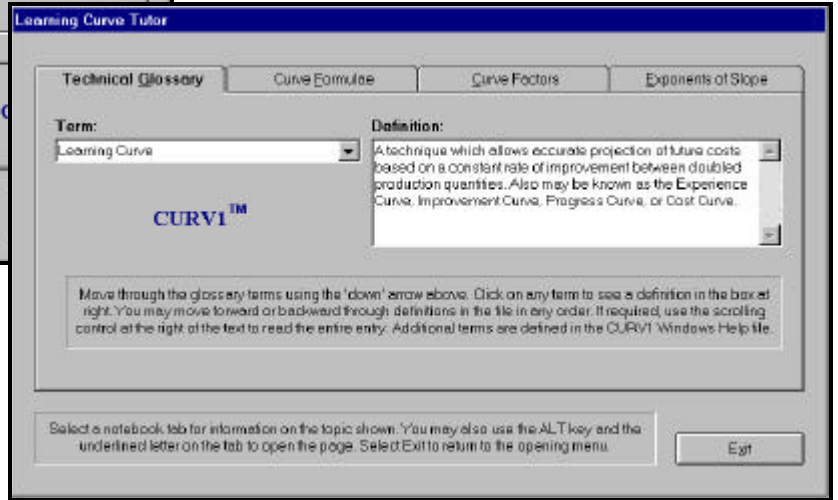 Learning Curve Tutor
Technical Glossary Curve Formulae Curve Factors Exponents of Slope
Term: Definition:
Learning Curve
A technique which allows accurate projection of future costs
based on a constant rate of improvement between doubled
production quantities. Also may be known as the Experience
Curve, Improvement Curve, Progress Curve, or Cost Curve.
CURV1™
Move through the glossary terms using the 'down' arrow above. Click on any term to see a definition in the box at
right. You may move forward or backward through definitions in the file in any order. If required, use the scrolling
control at the right of the text to read the entire entry. Additional terms are defined in the CURV1 Windows Help file.
Select a notebook tab for information on the topic shown. You may also use the ALT key and the
underlined letter on the tab to open the page. Select Exit to return to the opening menu.
Exit